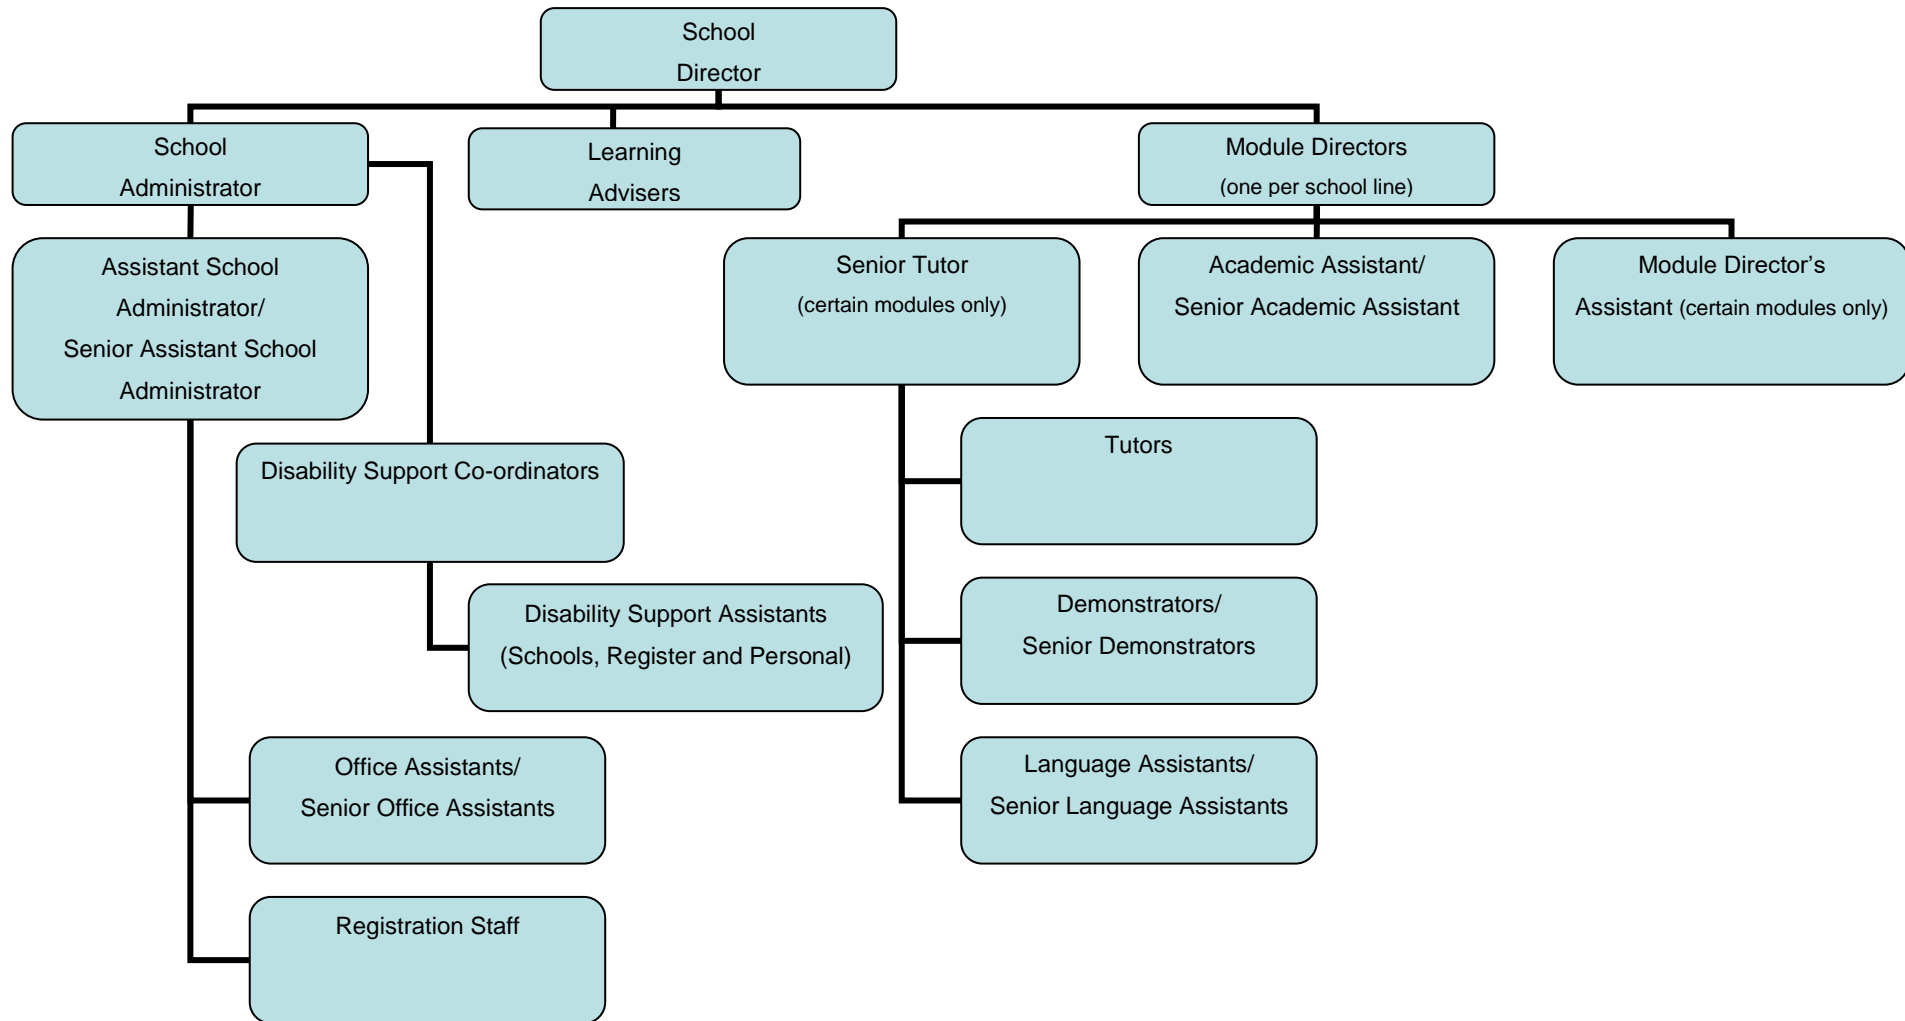 School
Director
School
Administrator
Learning
Advisers
Module Directors
(one per school line)
Assistant School
Administrator/
Senior Assistant School
Administrator
Senior Tutor
(certain modules only)
Academic Assistant/
Senior Academic Assistant
Module Director’s
Assistant (certain modules only)
Tutors
Disability Support Co-ordinators
Disability Support Assistants
(Schools, Register and Personal)
Demonstrators/
Senior Demonstrators
Office Assistants/
Senior Office Assistants
Language Assistants/
Senior Language Assistants
Registration Staff